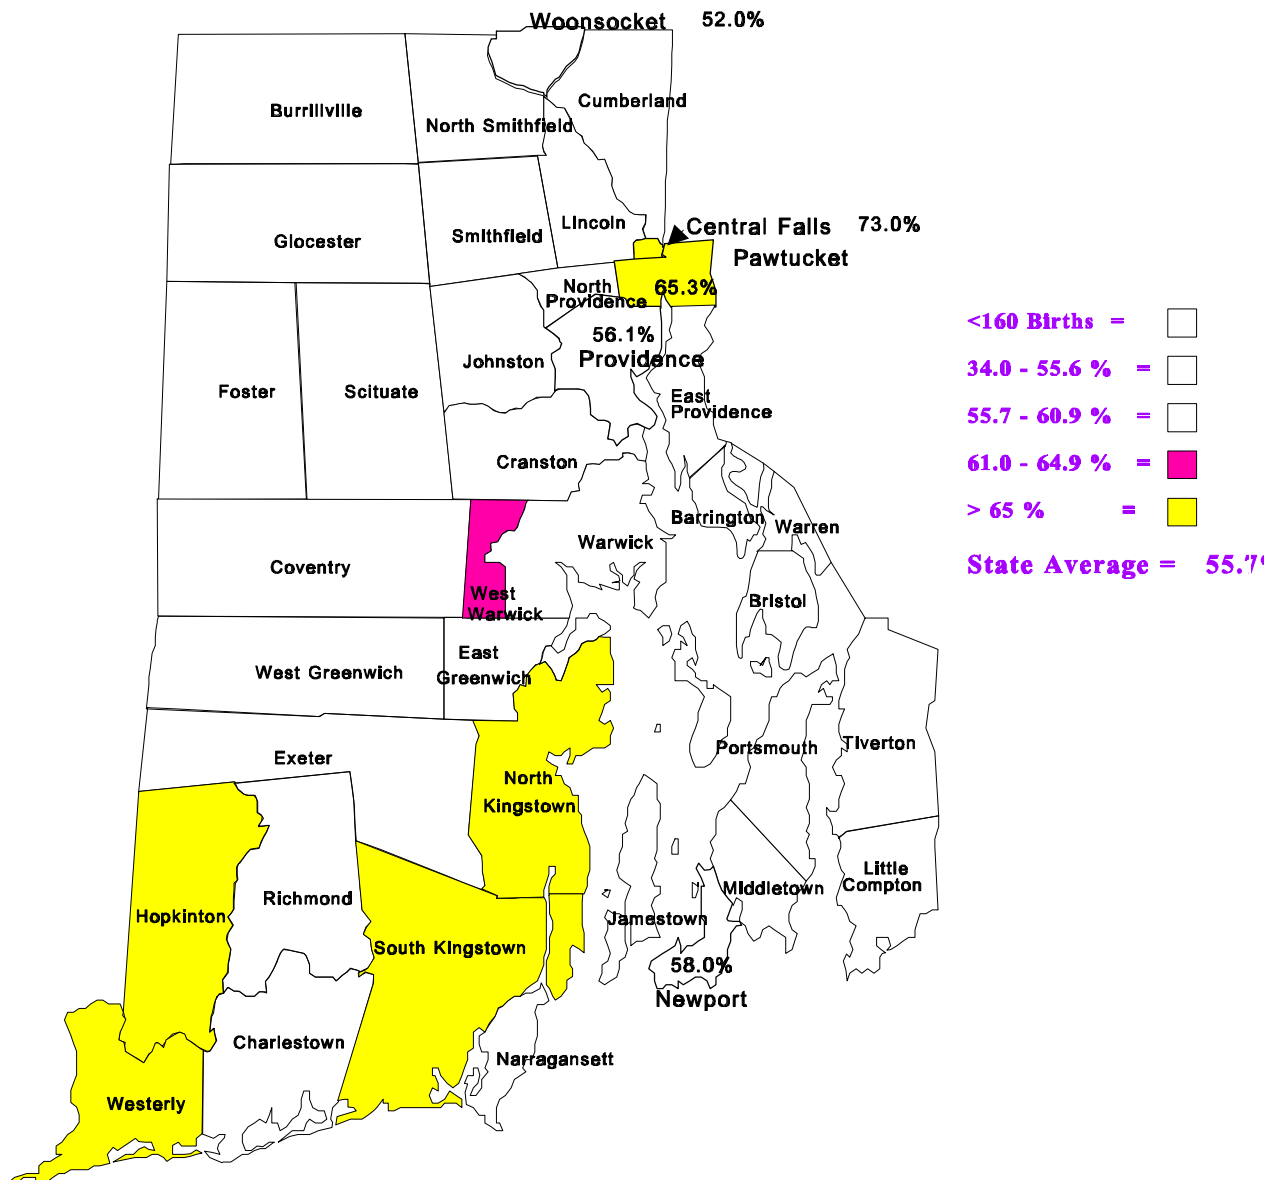 Woonsocket 52.0%
Burrillville
North Smithfield
Cumberland
Glocester
Smithfield
Lincoln
Central Falls 73.0%
Pawtucket
65.3%
North
Providence
56.1%
Providence
Foster
Scituate
Johnston
East
Providence
Cranston
Barrington
Warren
Warwick
Coventry
West
Warwick
Bristol
West Greenwich
East
Greenwich
Exeter
North
Kingstown
Portsmouth
Tiverton
Little
Compton
Middletown
Jamestown
Richmond
Hopkinton
South Kingstown
58.0%
Newport
Charlestown
Narragansett
Westerly
<160 Births =
34.0 - 55.6 % =
55.7 - 60.9 % =
61.0 - 64.9 % =
> 65 % =
State Average = 55.7%